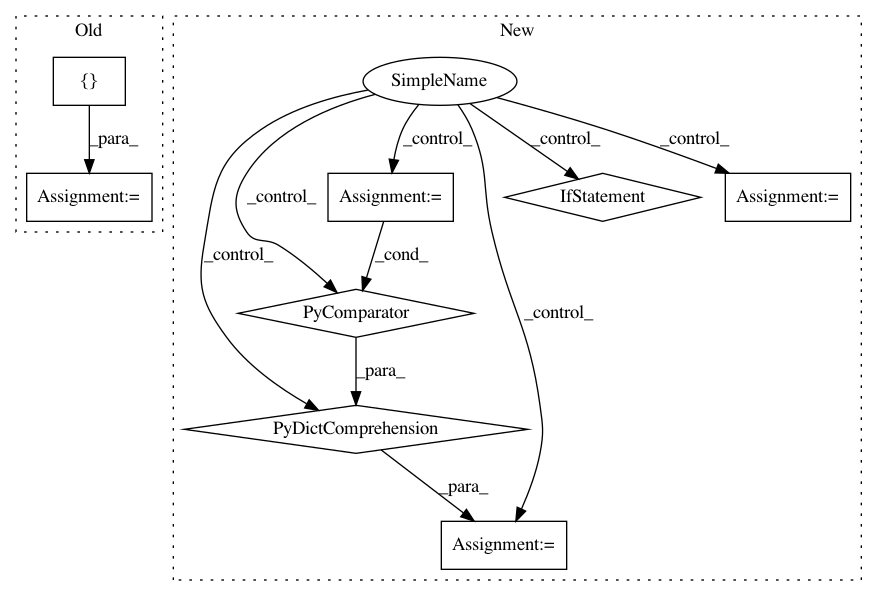 Old
New
{}
SimpleName
_para_
_control_
_control_
_control_
Assignment:=
Assignment:=
IfStatement
Assignment:=
_control_
_control_
_cond_
PyComparator
_control_
_para_
PyDictComprehension
_para_
Assignment:=